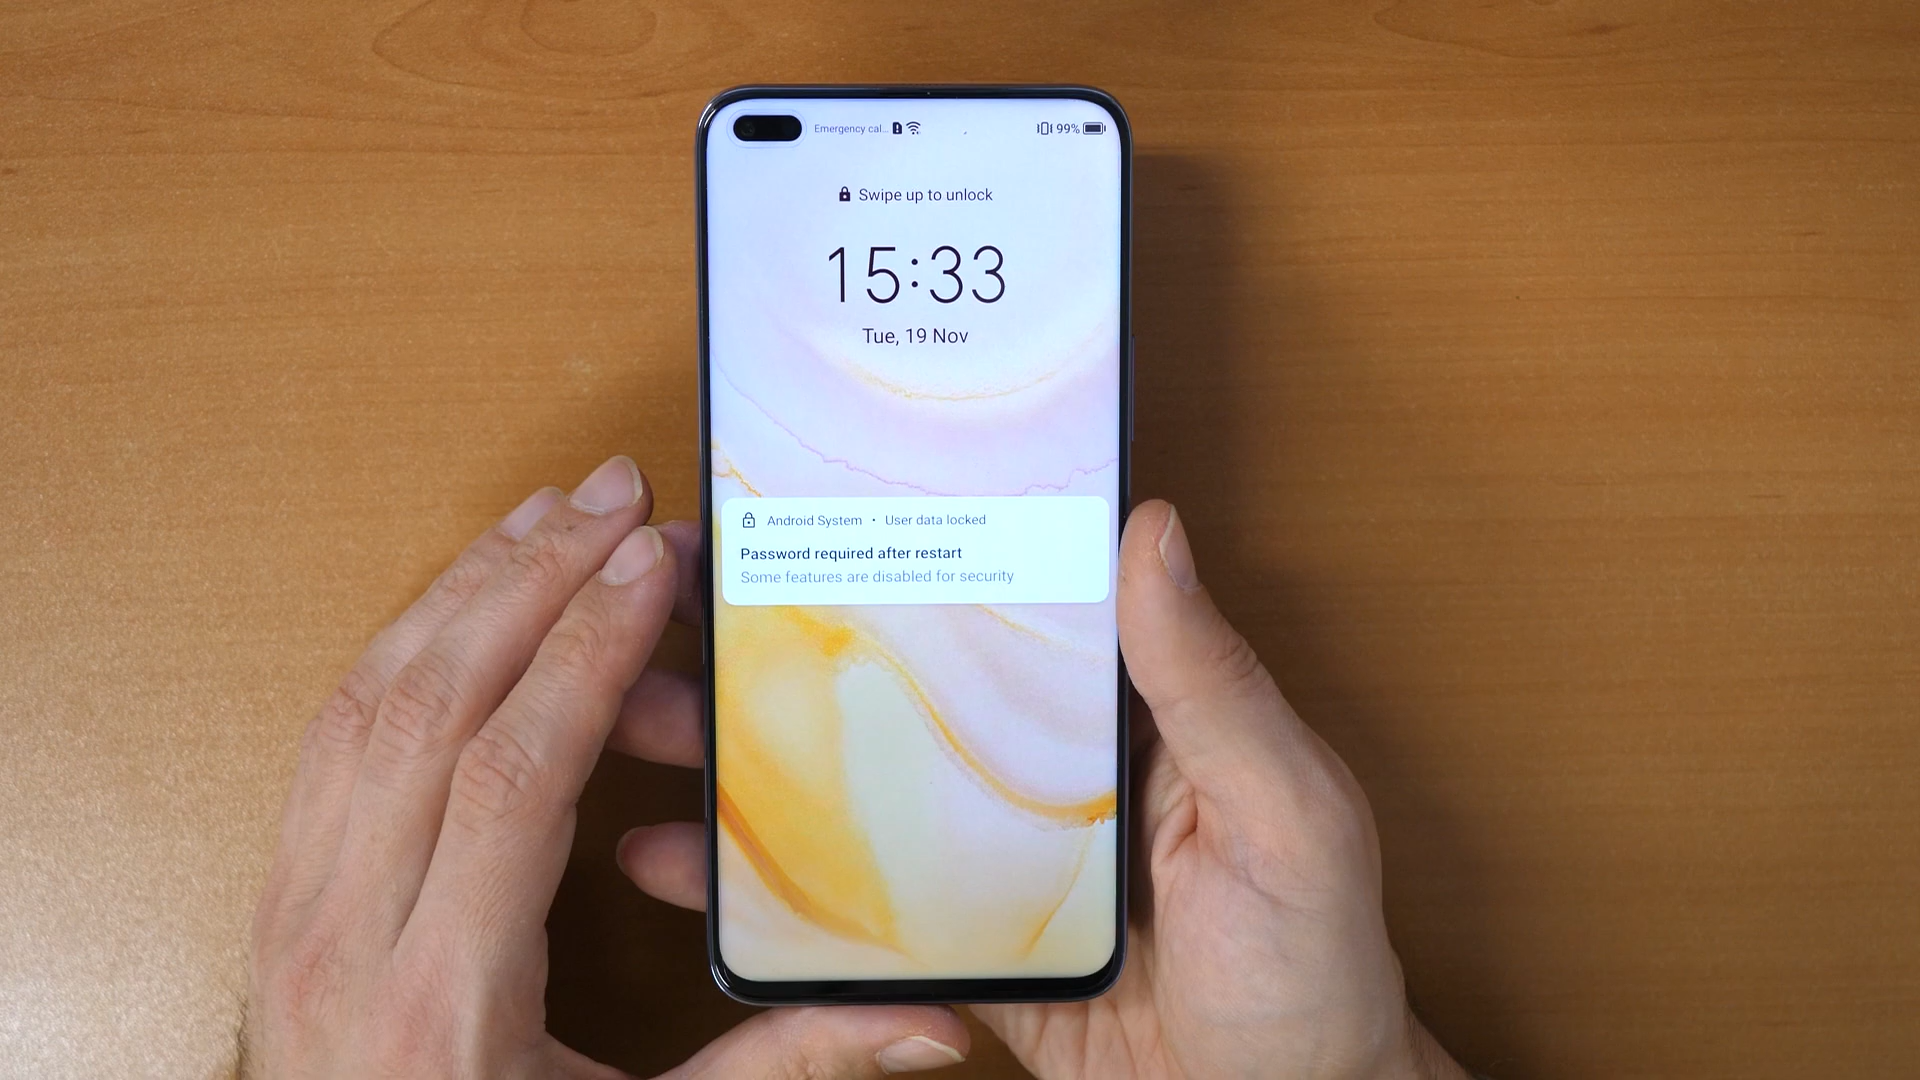 Emergency cal... 99%
Swipe up to unlock
15:33
Tue, 19 Nov
Android System • User data locked
Password required after restart
Some features are disabled for security